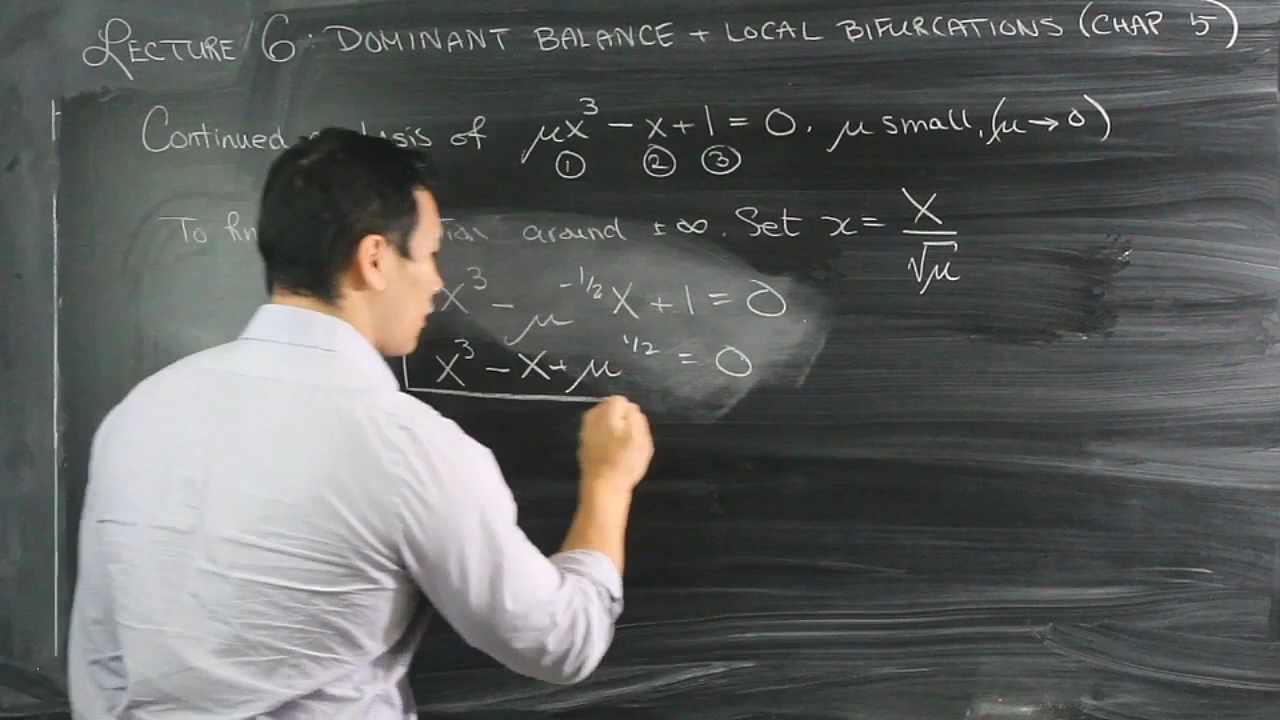 LECTURE 6: DOMINANT BALANCE + LOCAL BIFURCATIONS (CHAP 5)
Continued of μx³ - x + 1 = 0. μ small, (μ → 0)
① ② ③
To around ±∞. Set x = X/√μ
X³ - μ^(-1/2) X + 1 = 0
X³ - X + μ^(1/2) = 0